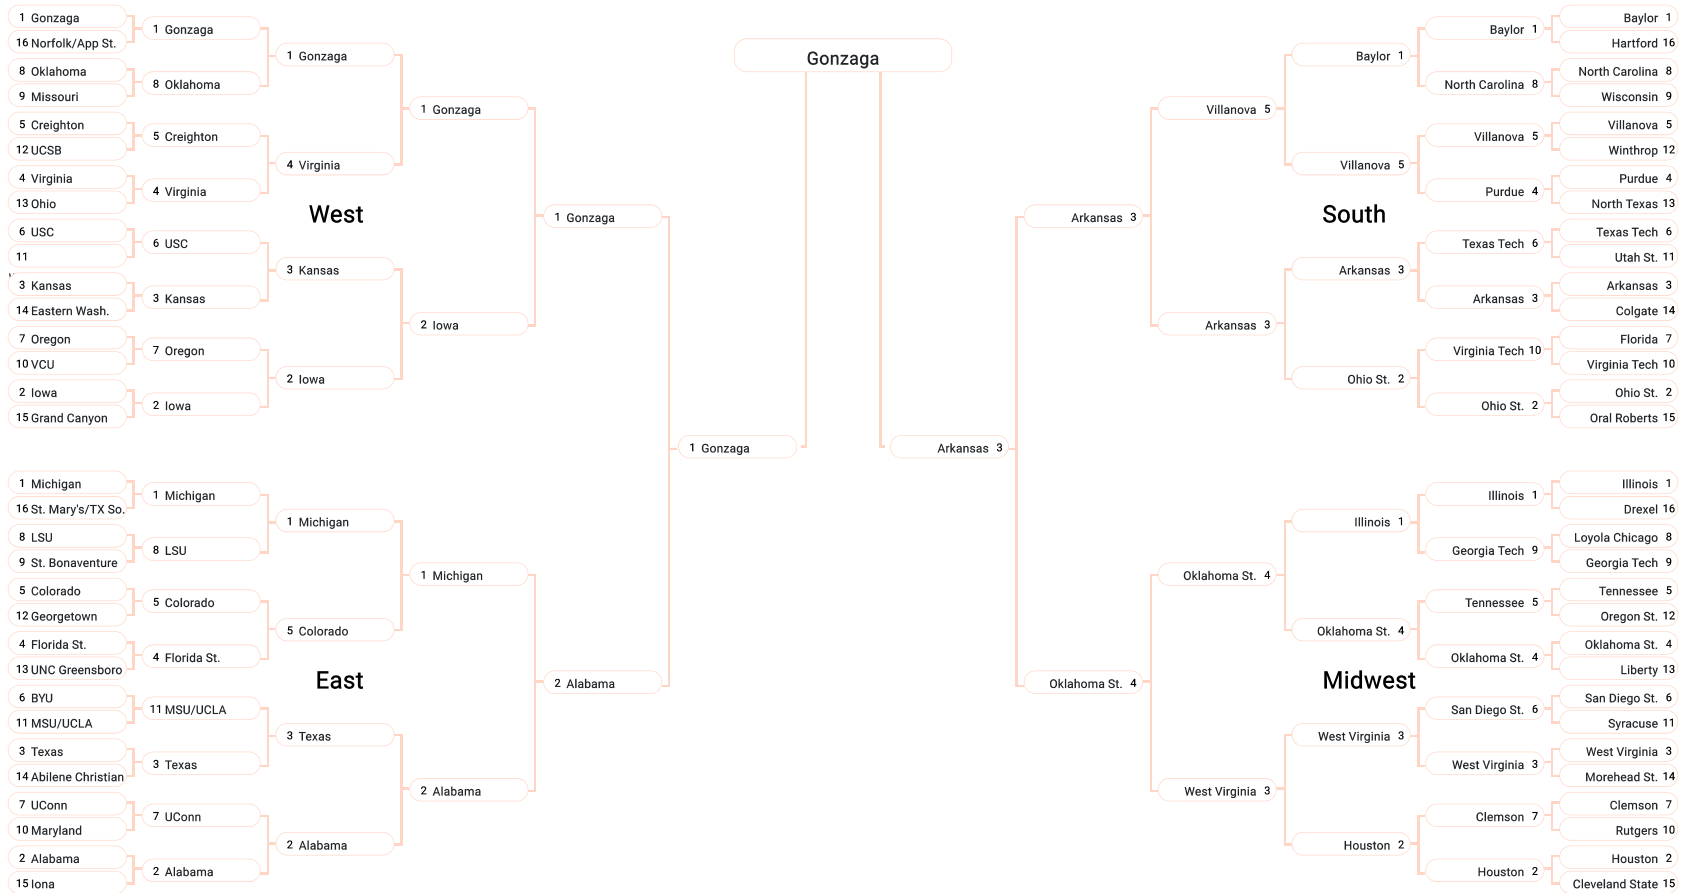 Gonzaga
West
1 Gonzaga
16 Norfolk/App St.
8 Oklahoma
9 Missouri
5 Creighton
12 UCSB
4 Virginia
13 Ohio
6 USC
11
3 Kansas
14 Eastern Wash.
7 Oregon
10 VCU
2 Iowa
15 Grand Canyon
1 Gonzaga
8 Oklahoma
5 Creighton
4 Virginia
6 USC
3 Kansas
7 Oregon
2 Iowa
1 Gonzaga
4 Virginia
3 Kansas
2 Iowa
1 Gonzaga
2 Iowa
1 Gonzaga
East
1 Michigan
16 St. Mary's/TX So.
8 LSU
9 St. Bonaventure
5 Colorado
12 Georgetown
4 Florida St.
13 UNC Greensboro
6 BYU
11 MSU/UCLA
3 Texas
14 Abilene Christian
7 UConn
10 Maryland
2 Alabama
15 Iona
1 Michigan
8 LSU
5 Colorado
4 Florida St.
11 MSU/UCLA
3 Texas
7 UConn
2 Alabama
1 Michigan
5 Colorado
3 Texas
2 Alabama
1 Michigan
2 Alabama
2 Alabama
1 Gonzaga
Arkansas 3
South
Arkansas 3
Villanova 5
Arkansas 3
Baylor 1
Villanova 5
Arkansas 3
Ohio St. 2
Baylor 1
North Carolina 8
Villanova 5
Purdue 4
Texas Tech 6
Arkansas 3
Virginia Tech 10
Ohio St. 2
Baylor 1
Hartford 16
North Carolina 8
Wisconsin 9
Villanova 5
Winthrop 12
Purdue 4
North Texas 13
Texas Tech 6
Utah St. 11
Arkansas 3
Colgate 14
Florida 7
Virginia Tech 10
Ohio St. 2
Oral Roberts 15
Midwest
Oklahoma St. 4
Oklahoma St. 4
West Virginia 3
Illinois 1
Oklahoma St. 4
West Virginia 3
Houston 2
Illinois 1
Georgia Tech 9
Tennessee 5
Oklahoma St. 4
San Diego St. 6
West Virginia 3
Clemson 7
Houston 2
Illinois 1
Drexel 16
Loyola Chicago 8
Georgia Tech 9
Tennessee 5
Oregon St. 12
Oklahoma St. 4
Liberty 13
San Diego St. 6
Syracuse 11
West Virginia 3
Morehead St. 14
Clemson 7
Rutgers 10
Houston 2
Cleveland State 15